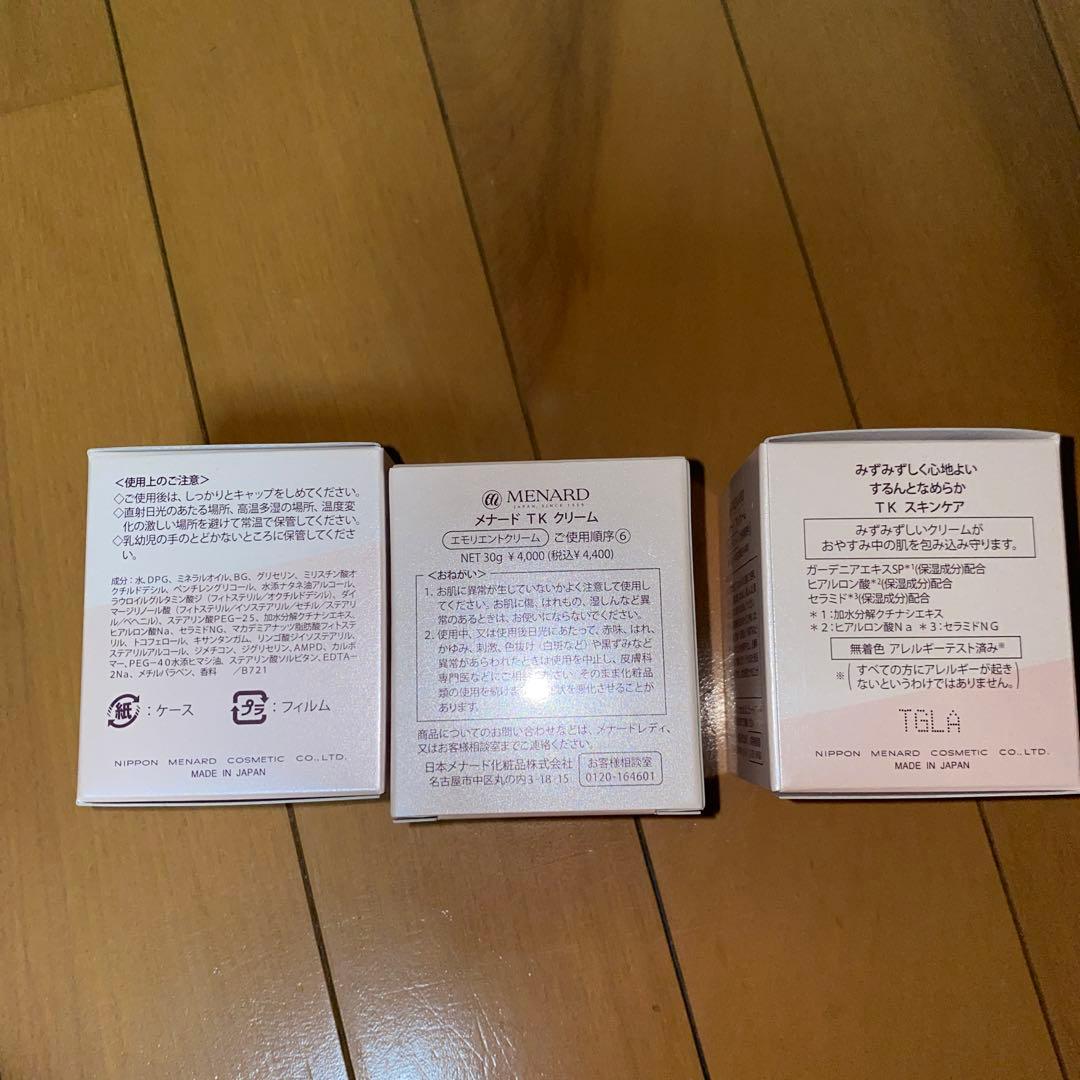 <使用上のご注意>
◇ご使用後は、しっかりとキャップをしめてください。
◇直射日光のあたる場所、高温多湿の場所、温度変
化の激しい場所を避けて常温で保管してください。
◇乳幼児の手のとどかないところに保管してくださ
い。
成分：水、DPG、ミネラルオイル、BG、グリセリン、ミリスチン酸オ
クチルドデシル、ペンチレングリコール、水添ナタネ油アルコール、
ラウロイルグルタミン酸ジ(フィトステリル/オクチルドデシル)、ダイ
マージリノール酸(フィトステリル/イソステアリル/セチル/ステアリ
ル/ベヘニル)、ステアリン酸PEG-25、加水分解クチナシエキス、
ヒアルロン酸Na、セラミドNG、マカデミアナッツ脂肪酸フィトステ
リル、トコフェロール、キサンタンガム、リンゴ酸ジイソステアリル、
ステアリルアルコール、ジメチコン、ジグリセリン、AMPD、カルボ
マー、PEG-40水添ヒマシ油、ステアリン酸ソルビタン、EDTA-
2Na、メチルパラベン、香料 /B721
紙：ケース プラ：フィルム
NIPPON MENARD COSMETIC CO., LTD.
MADE IN JAPAN
MENARD
JAPAN, SINCE 1959
メナード TK クリーム
エモリエントクリーム ご使用順序⑥
NET 30g ¥4,000(税込¥4,400)
<おねがい>
1. お肌に異常が生じていないかよく注意して使用し
てください。お肌に傷、はれもの、湿しんなど異
常のあるときは、お使いにならないでください。
2. 使用中、又は使用後日光にあたって、赤味、はれ、
かゆみ、刺激、色抜け(白斑など)や黒ずみなど
異常があらわれたときは使用を中止し、皮膚科
専門医などにご相談ください。そのまま化粧品
類の使用を続けま 状を悪化させることが
あります。
商品についてのお問い合わせなどは、メナードレディ、
又はお客様相談室までご連絡ください。
日本メナード化粧品株式会社
名古屋市中区丸の内3-18-15
お客様相談室
0120-164601
みずみずしく心地よい
するんとなめらか
TK スキンケア
みずみずしいクリームが
おやすみ中の肌を包み込み守ります。
ガーデニアエキスSP*1(保湿成分)配合
ヒアルロン酸*2(保湿成分)配合
セラミド*3(保湿成分)配合
*1：加水分解クチナシエキス
*2：ヒアルロン酸Na *3：セラミドNG
無着色 アレルギーテスト済み※
※(すべての方にアレルギーが起き
ないというわけではありません。)
TGLA
NIPPON MENARD COSMETIC CO., LTD.
MADE IN JAPAN